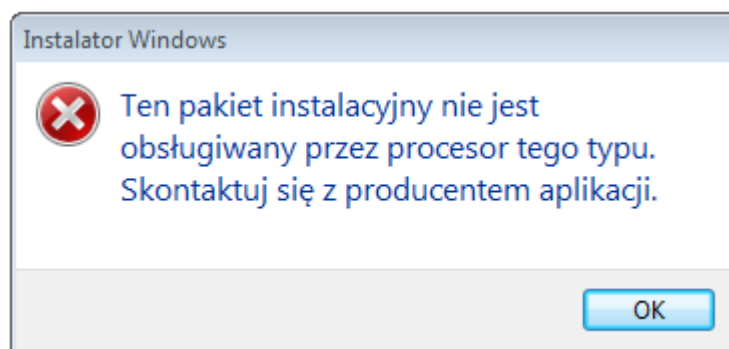 Instalator Windows
Ten pakiet instalacyjny nie jest
obsługiwany przez procesor tego typu.
Skontaktuj się z producentem aplikacji.
OK